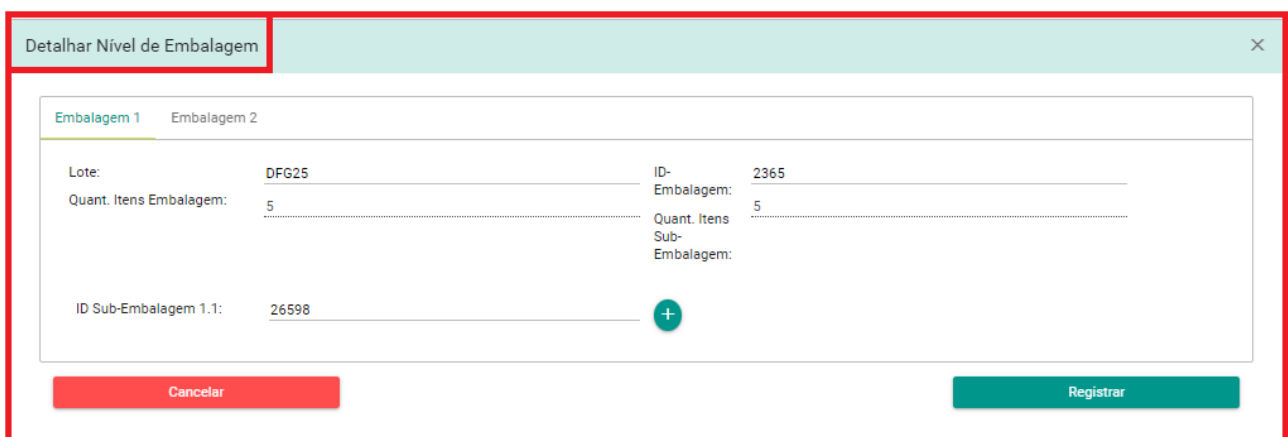 Detalhar Nível de Embalagem ×
Embalagem 1 Embalagem 2
Lote: DFG25
ID-
Embalagem: 2365
Quant. Itens Embalagem: 5
Quant. Itens
Sub-
Embalagem: 5
ID Sub-Embalagem 1.1: 26598 +
Cancelar Registrar